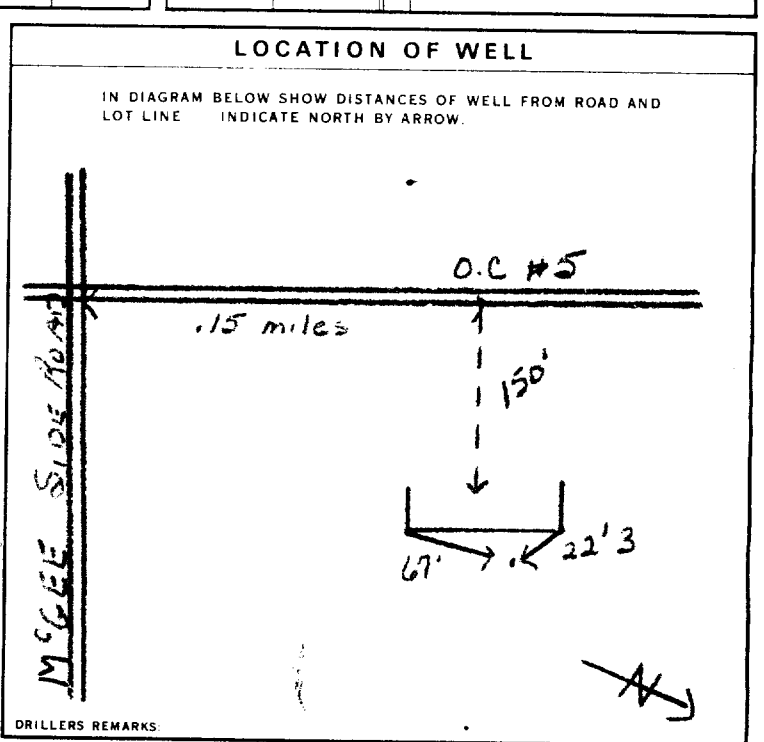 LOCATION OF WELL
IN DIAGRAM BELOW SHOW DISTANCES OF WELL FROM ROAD AND
LOT LINE INDICATE NORTH BY ARROW.
O.C #5
.15 miles
150'
McGEE SIDE ROAD
67'
22'3
N
DRILLERS REMARKS: